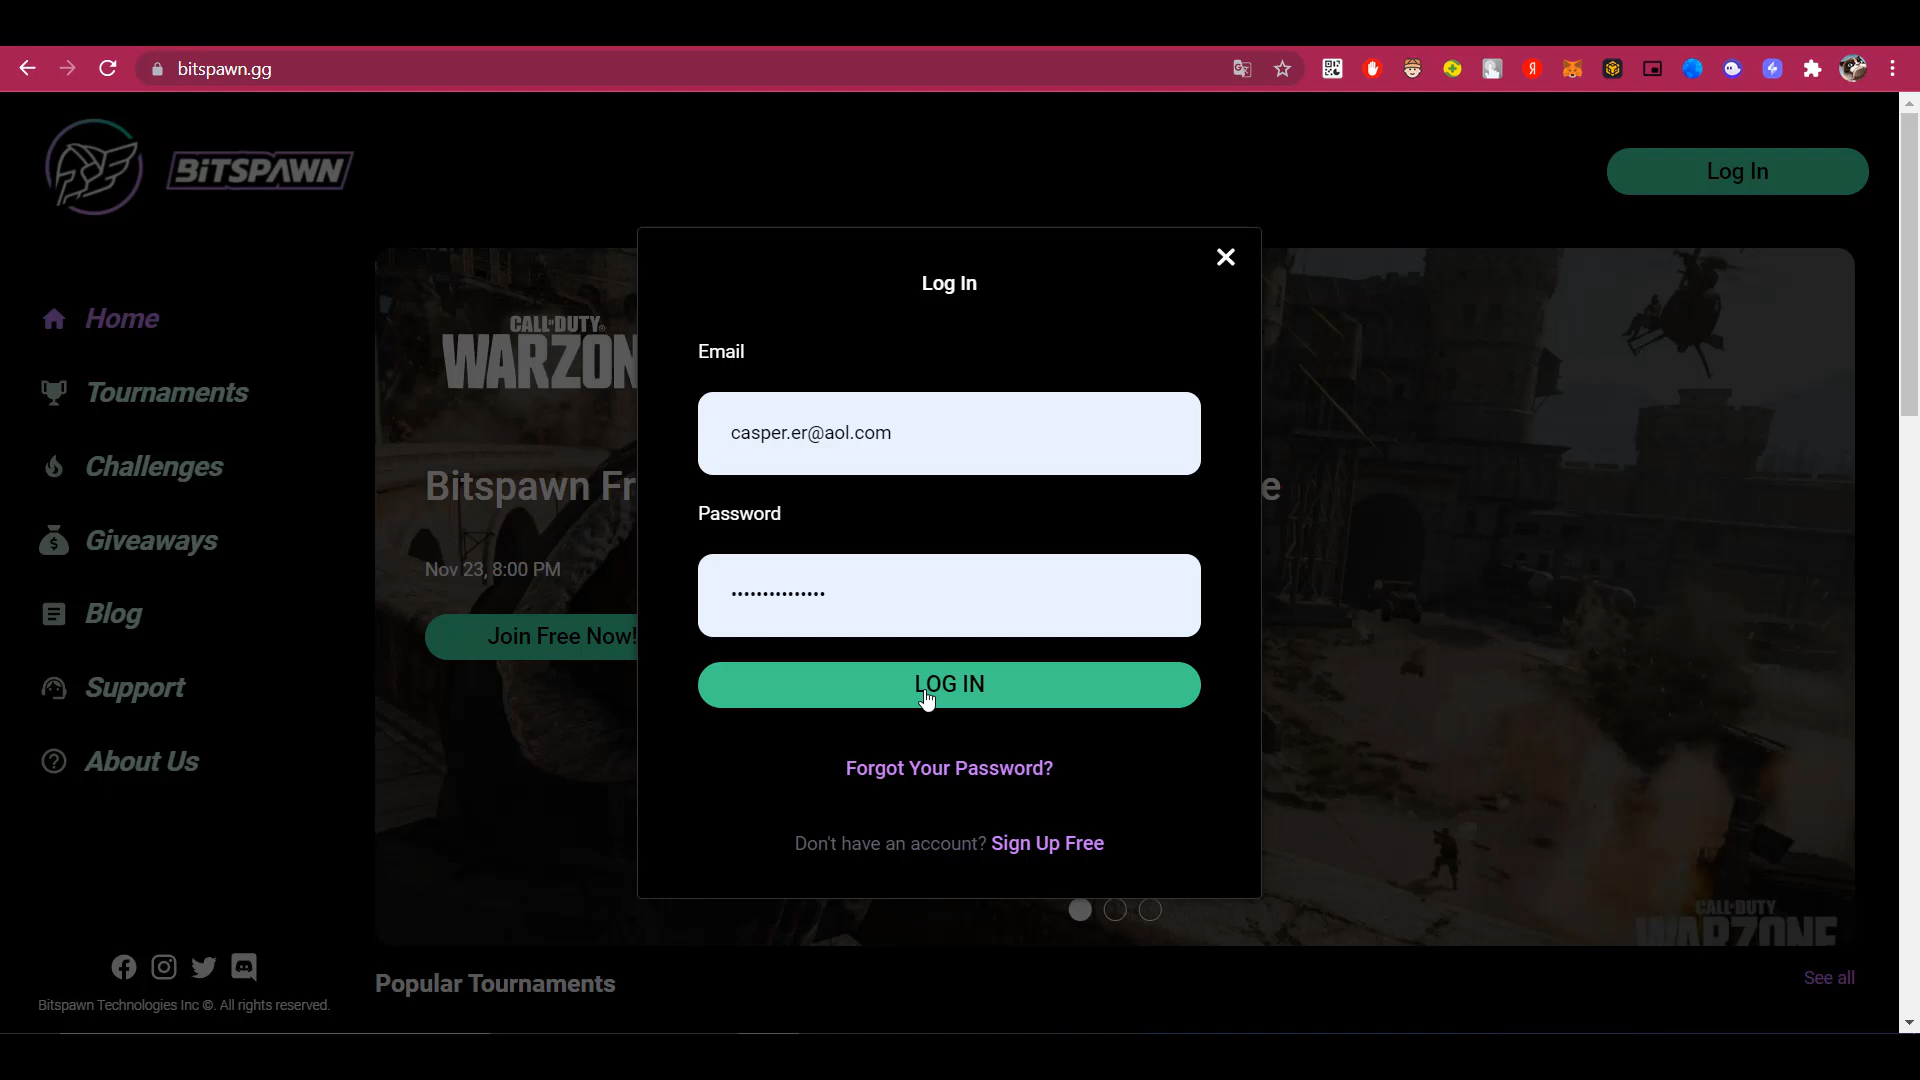 bitspawn.gg
BITSPAWN
Log In
Home
Tournaments
Challenges
Giveaways
Blog
Support
About Us
Bitspawn Technologies Inc ©. All rights reserved.
CALL OF DUTY
WARZON
Bitspawn Fr
e
Nov 23, 8:00 PM
Join Free Now!
Log In
Email
casper.er@aol.com
Password
•••••••••••••••
LOG IN
Forgot Your Password?
Don't have an account? Sign Up Free
CALL OF DUTY
WARZONE
Popular Tournaments
See all